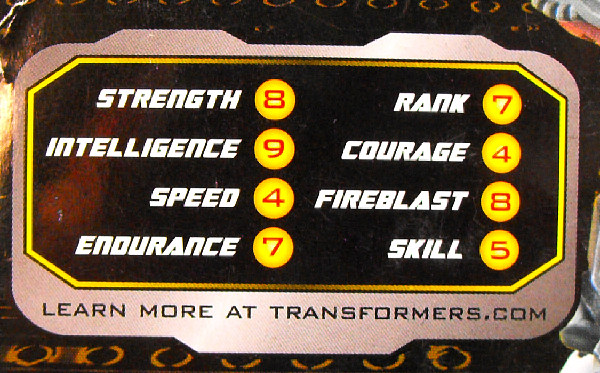 STRENGTH 8 RANK 7
INTELLIGENCE 9 COURAGE 4
SPEED 4 FIREBLAST 8
ENDURANCE 7 SKILL 5
LEARN MORE AT TRANSFORMERS.COM